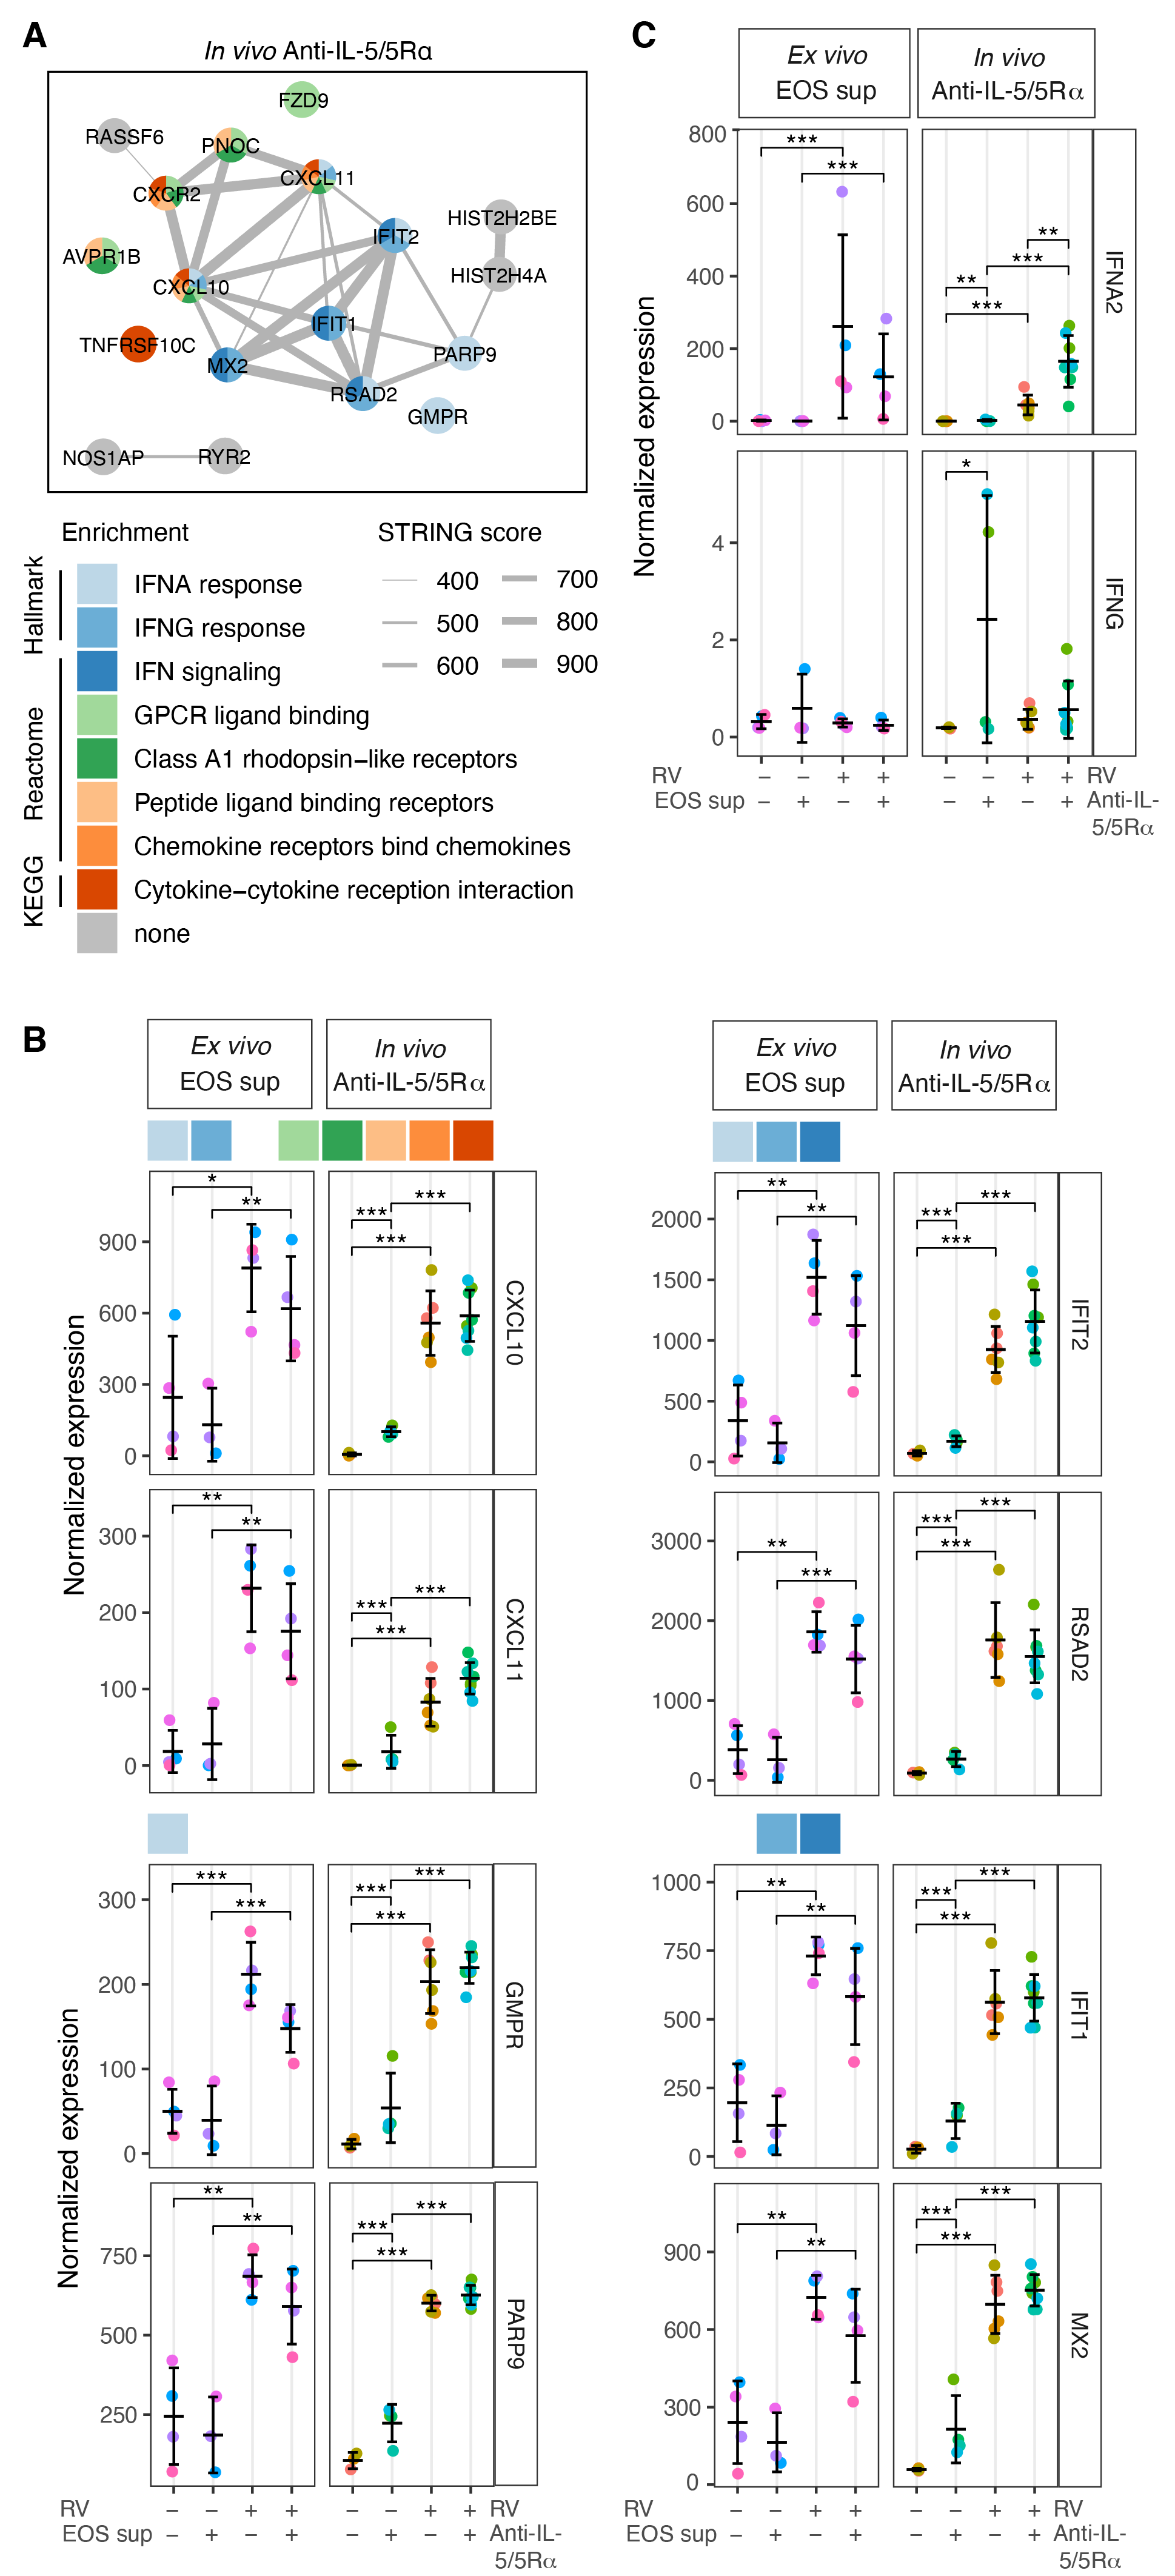 A
In vivo Anti-IL-5/5Rα
FZD9
RASSF6
PNOC
CXCL11
CXCR2
HIST2H2BE
IFIT2
AVPR1B
HIST2H4A
CXCL10
IFIT1
TNFRSF10C
PARP9
MX2
RSAD2
GMPR
NOS1AP
RYR2
Enrichment
STRING score
Hallmark
IFNA response
IFNG response
Reactome
IFN signaling
GPCR ligand binding
Class A1 rhodopsin–like receptors
Peptide ligand binding receptors
Chemokine receptors bind chemokines
KEGG
Cytokine–cytokine reception interaction
none
400
700
500
800
600
900
C
Ex vivo
EOS sup
In vivo
Anti-IL-5/5Rα
Normalized expression
800
600
400
200
0
***
***
**
***
**
***
IFNA2
4
2
0
*
IFNG
RV
– – + +
– – + +
RV
EOS sup
– + – +
– + – +
Anti-IL-
5/5Rα
B
Ex vivo
EOS sup
In vivo
Anti-IL-5/5Rα
Normalized expression
900
600
300
0
*
**
***
***
***
CXCL10
300
200
100
0
**
**
***
***
***
CXCL11
Normalized expression
300
200
100
0
***
***
***
***
***
GMPR
750
500
250
**
**
***
***
***
PARP9
RV
– + – +
– – + +
RV
EOS sup
– + – +
– + – +
Anti-IL-
5/5Rα
Ex vivo
EOS sup
In vivo
Anti-IL-5/5Rα
2000
1500
1000
500
0
**
**
***
***
***
IFIT2
3000
2000
1000
0
**
***
***
***
***
RSAD2
1000
750
500
250
0
**
**
***
***
***
IFIT1
900
600
300
0
**
**
***
***
***
MX2
RV
– – + +
– – + +
RV
EOS sup
– + – +
– + – +
Anti-IL-
5/5Rα